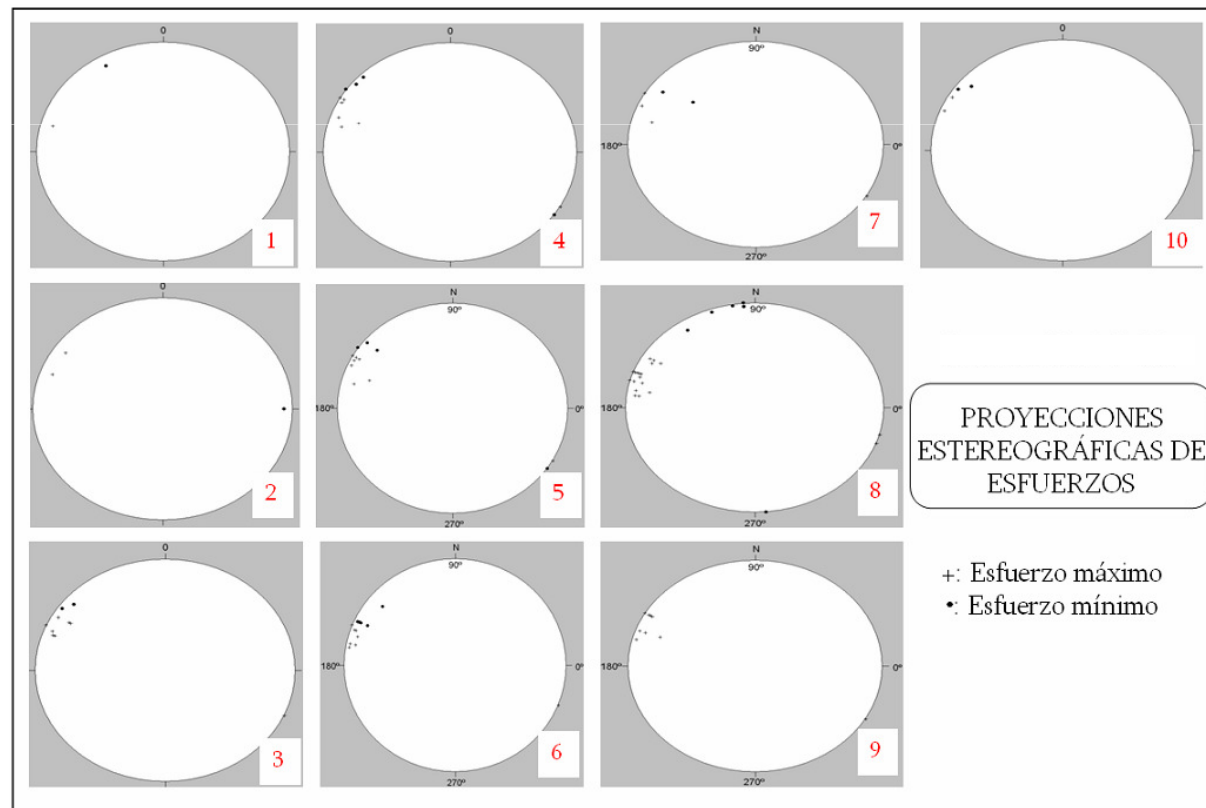 0
1
0
4
N
90º
180º
0º
270º
7
0
10
0
2
N
90º
180º
0º
270º
5
N
90º
180º
0º
270º
8
PROYECCIONES
ESTEREOGRÁFICAS DE
ESFUERZOS
0
3
N
90º
180º
0º
270º
6
N
90º
180º
0º
270º
9
+: Esfuerzo máximo
•: Esfuerzo mínimo